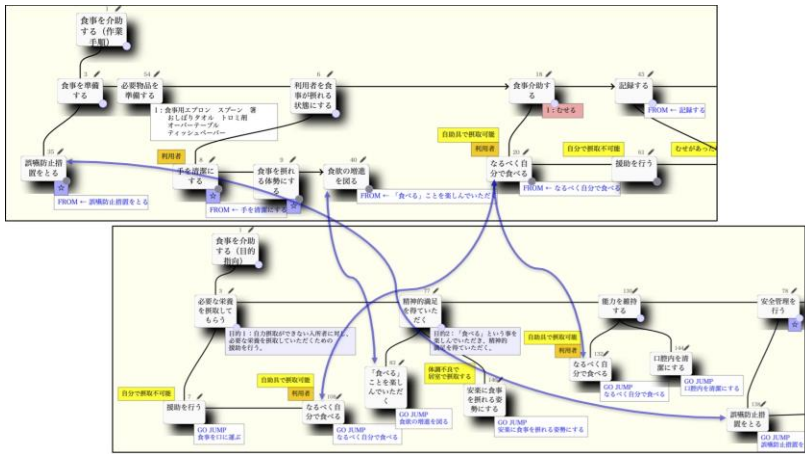 食事を介助
する（作業
手順）
3
食事を準備
する
54
必要物品を
準備する
1：食事用エプロン　スプーン　箸
おしぼりタオル　トロミ剤
オーバーテーブル
ティッシュペーパー
6
利用者を食
事が摂れる
状態にする
食事介助す
る
1：むせる
記録する
FROM ← 記録する
誤嚥防止措
置をとる
☆
FROM ← 誤嚥防止措置をとる
利用者
8
手を清潔に
する
☆
FROM ← 手を清潔にする
9
食事を摂れ
る体勢にす
る
☆
食欲の増進
を図る
FROM ← 「食べる」ことを楽しんでいただく
自助具で摂取可能
利用者
なるべく自
分で食べる
FROM ← なるべく自分で食べる
自分で摂取不可能
援助を行う
むせがあった
食事を介助
する（目的
指向）
必要な栄養
を摂取して
もらう
目的1：自力摂取ができない入所者に対し、
必要な栄養を摂取していただくための
援助を行う。
77
精神的満足
を得ていた
だく
目的2：「食べる」という事を
楽しんでいただき、精神的
満足を得ていただく。
能力を維持
する
安全管理を
行う
☆
自分で摂取不可能
7
援助を行う
GO JUMP
食事を口に運ぶ
自助具で摂取可能
利用者
なるべく自
分で食べる
GO JUMP
なるべく自分で食べる
「食べる」
ことを楽し
んでいただ
く
GO JUMP
食欲の増進を図る
体調不良で
居室で摂取する
安楽に食事
を摂れる姿
勢にする
GO JUMP
安楽に食事を摂れる姿勢にする
自助具で摂取可能
利用者
なるべく自
分で食べる
GO JUMP
なるべく自分で食べる
口腔内を清
潔にする
GO JUMP
口腔内を清潔にする
誤嚥防止措
置をとる
GO JUMP
誤嚥防止措置を